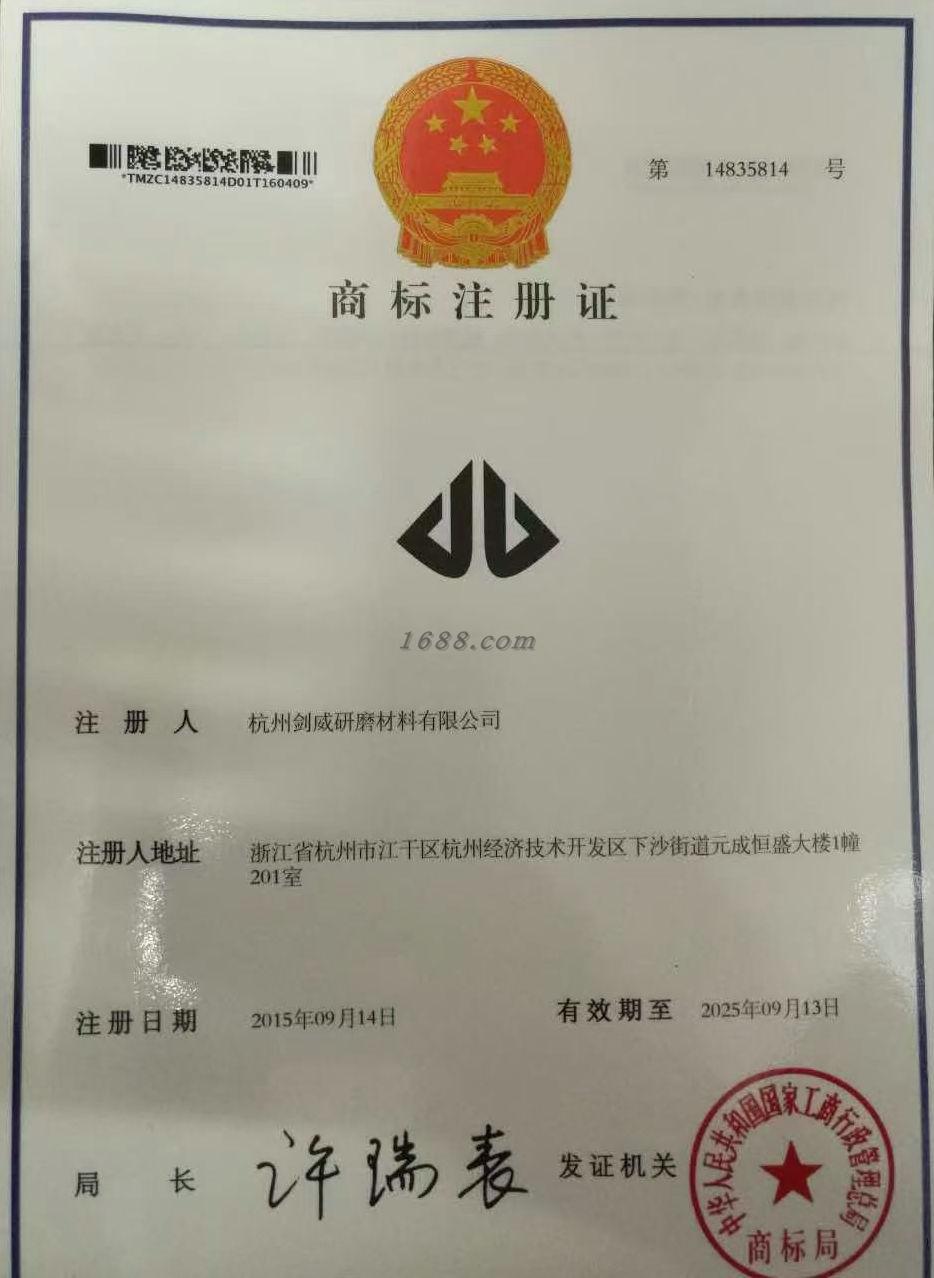 *TMZC14835814D01T160409*
第 14835814 号
商标注册证
1688.com
注册人 杭州剑威研磨材料有限公司
注册人地址 浙江省杭州市江干区杭州经济技术开发区下沙街道元成恒盛大楼1幢
201室
注册日期 2015年09月14日 有效期至 2025年09月13日
局长 许瑞表 发证机关
中华人民共和国国家工商行政管理总局
商标局